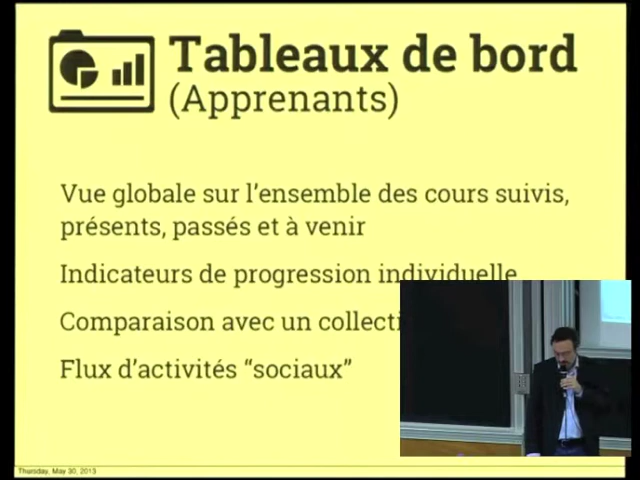 Tableaux de bord
(Apprenants)
Vue globale sur l’ensemble des cours suivis,
présents, passés et à venir
Indicateurs de progression individuelle
Comparaison avec un
Flux d’activités “sociaux”
Thursday, May 30, 2013